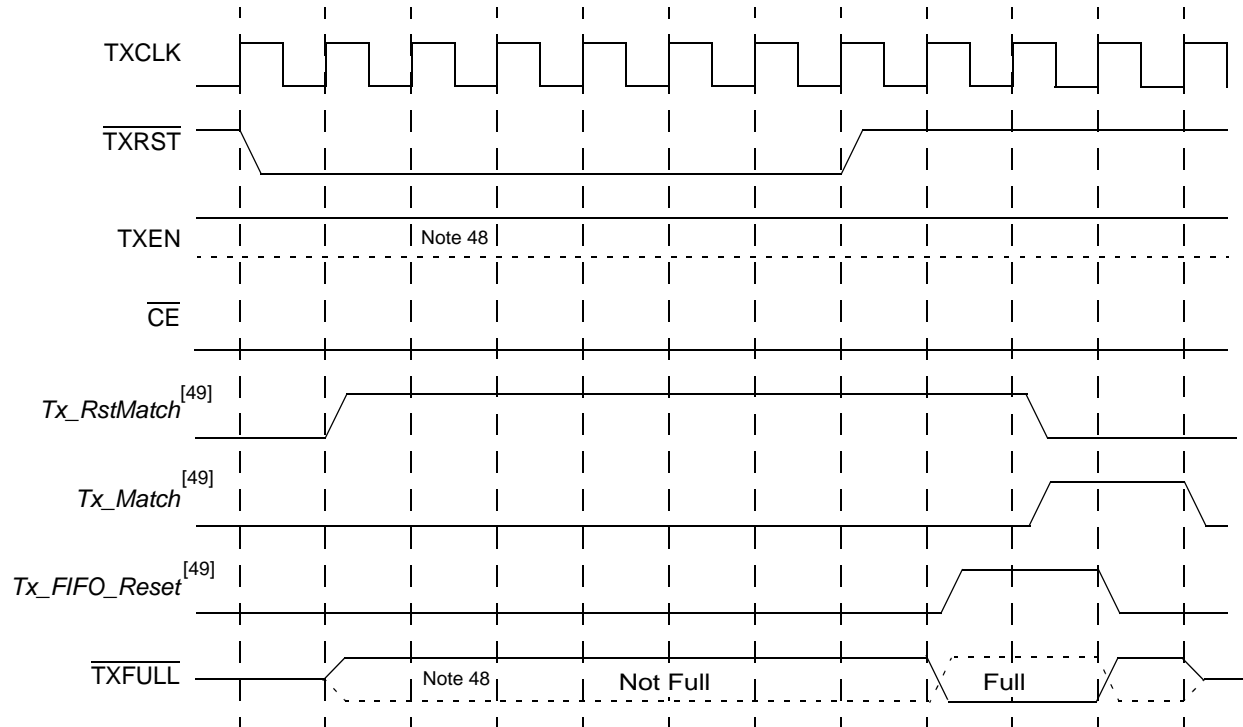 TXCLK
TXRST
TXEN
Note 48
CE
Tx_RstMatch[49]
Tx_Match[49]
Tx_FIFO_Reset[49]
TXFULL
Note 48
Not Full
Full